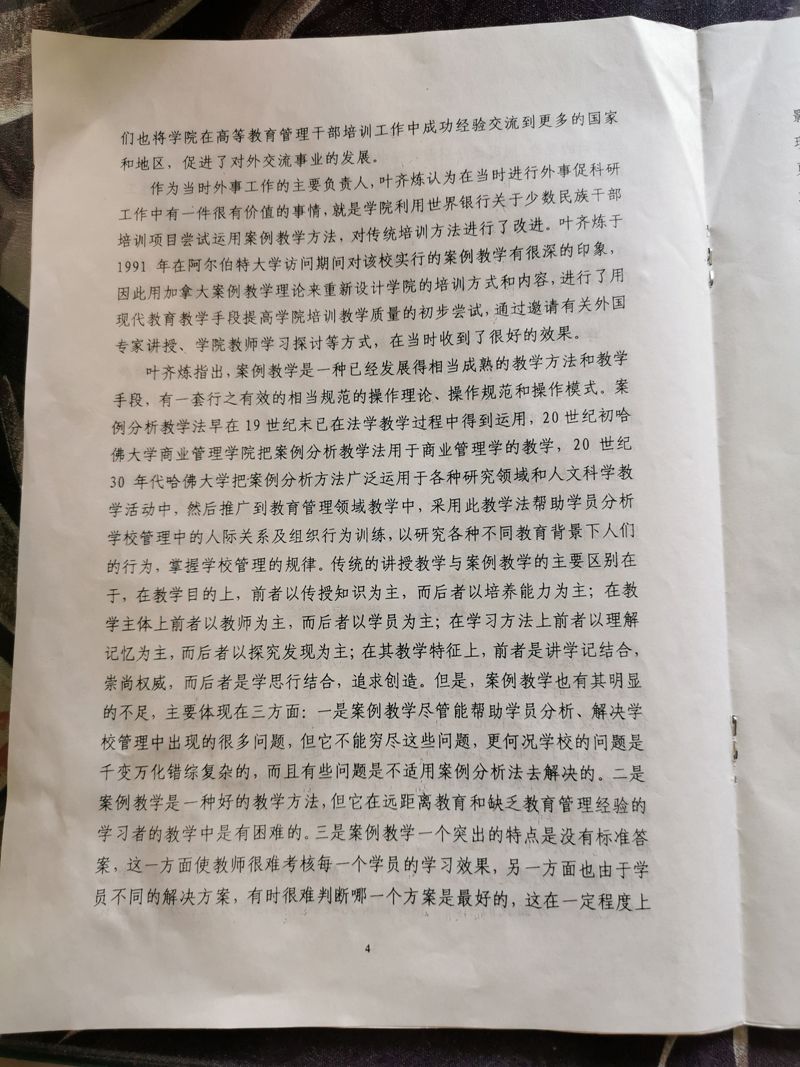 们也将学院在高等教育管理干部培训工作中成功经验交流到更多的国家
和地区，促进了对外交流事业的发展。
作为当时外事工作的主要负责人，叶齐炼认为在当时进行外事促科研
工作中有一件很有价值的事情，就是学院利用世界银行关于少数民族干部
培训项目尝试运用案例教学方法，对传统培训方法进行了改进。叶齐炼于
1991 年在阿尔伯特大学访问期间对该校实行的案例教学有很深的印象，
因此用加拿大案例教学理论来重新设计学院的培训方式和内容，进行了用
现代教育教学手段提高学院培训教学质量的初步尝试，通过邀请有关外国
专家讲授、学院教师学习探讨等方式，在当时收到了很好的效果。
叶齐炼指出，案例教学是一种已经发展得相当成熟的教学方法和教学
手段，有一套行之有效的相当规范的操作理论、操作规范和操作模式。案
例分析教学法早在 19 世纪末已在法学教学过程中得到运用，20 世纪初哈
佛大学商业管理学院把案例分析教学法用于商业管理学的教学，20 世纪
30 年代哈佛大学把案例分析方法广泛运用于各种研究领域和人文科学教
学活动中，然后推广到教育管理领域教学中，采用此教学法帮助学员分析
学校管理中的人际关系及组织行为训练，以研究各种不同教育背景下人们
的行为，掌握学校管理的规律。传统的讲授教学与案例教学的主要区别在
于，在教学目的上，前者以传授知识为主，而后者以培养能力为主；在教
学主体上前者以教师为主，而后者以学员为主；在学习方法上前者以理解
记忆为主，而后者以探究发现为主；在其教学特征上，前者是讲学记结合，
崇尚权威，而后者是学思行结合，追求创造。但是，案例教学也有其明显
的不足，主要体现在三方面：一是案例教学尽管能帮助学员分析、解决学
校管理中出现的很多问题，但它不能穷尽这些问题，更何况学校的问题是
千变万化错综复杂的，而且有些问题是不适用案例分析法去解决的。二是
案例教学是一种好的教学方法，但它在远距离教育和缺乏教育管理经验的
学习者的教学中是有困难的。三是案例教学一个突出的特点是没有标准答
案，这一方面使教师很难考核每一个学员的学习效果，另一方面也由于学
员不同的解决方案，有时很难判断哪一个方案是最好的，这在一定程度上
4